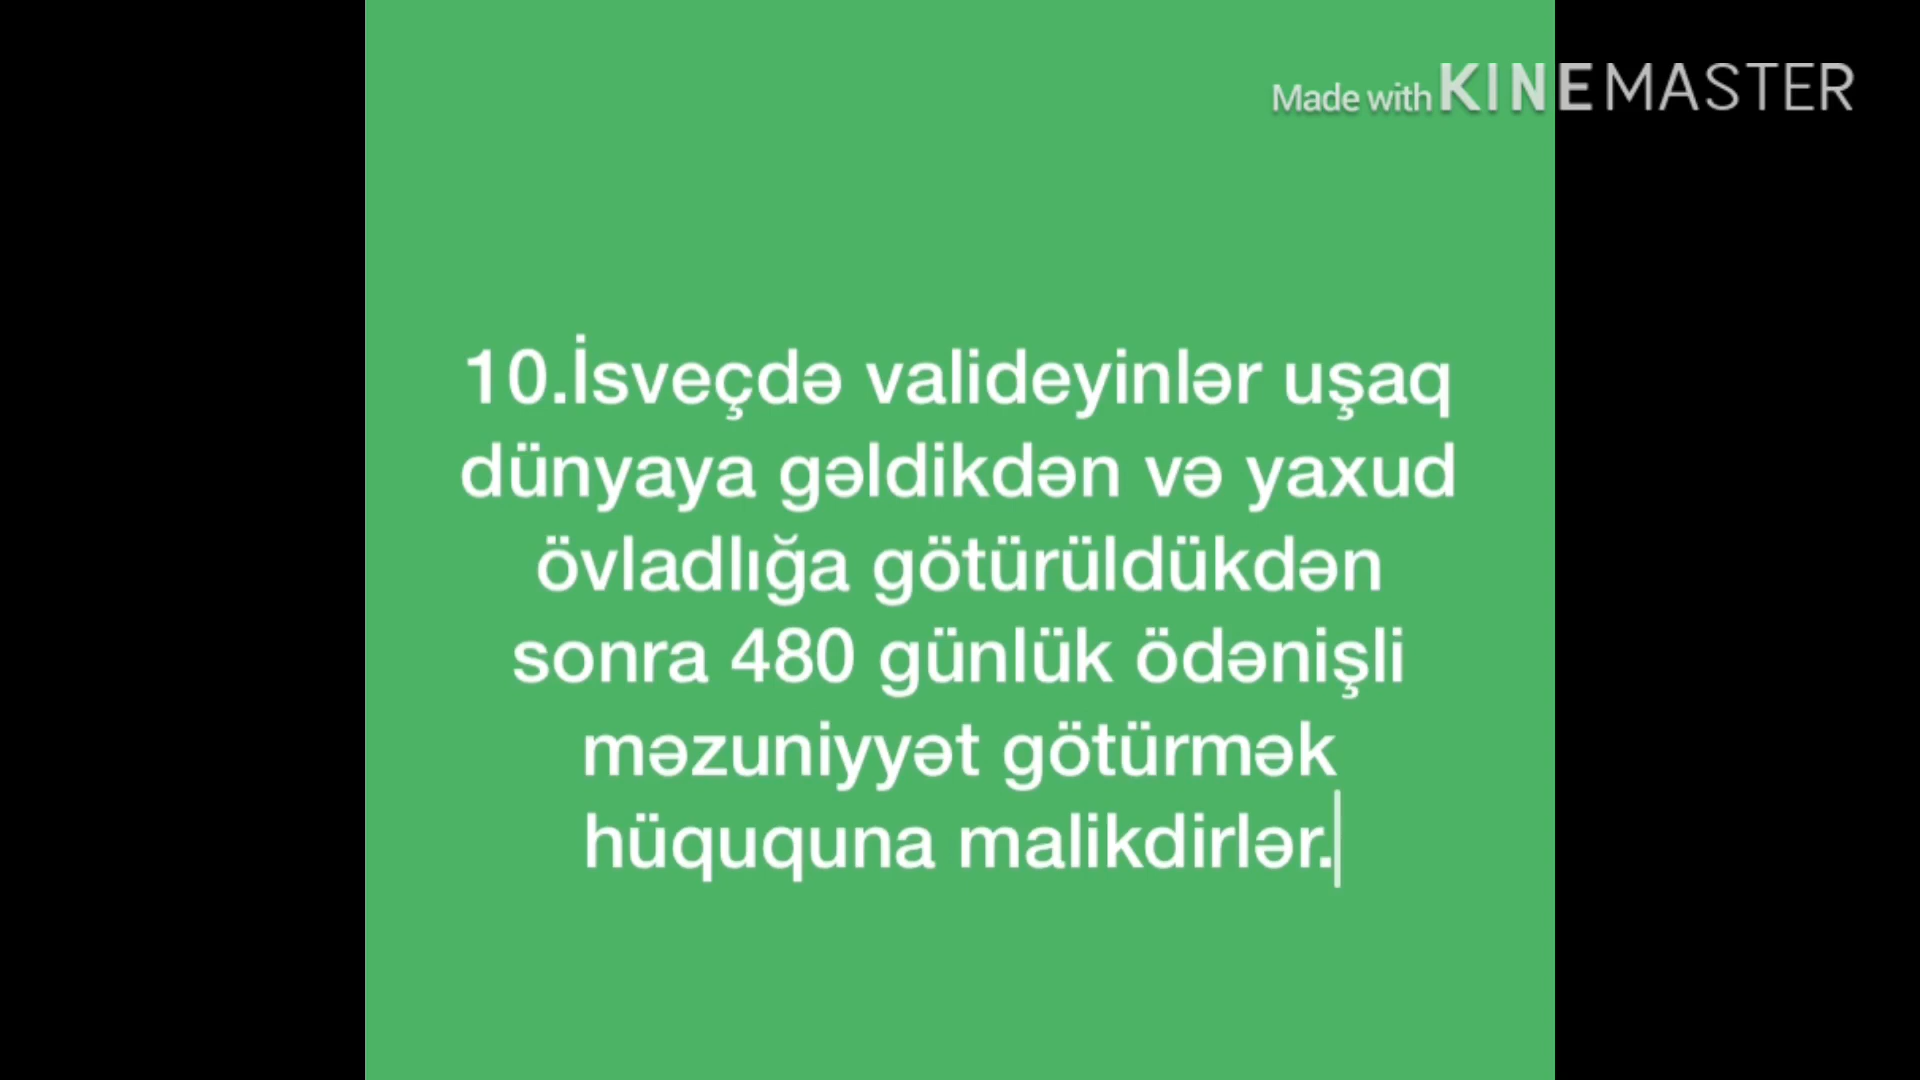 Made with KINEMASTER
10.İsveçdə valideyinlər uşaq
dünyaya gəldikdən və yaxud
övladlığa götürüldükdən
sonra 480 günlük ödənişli
məzuniyyət götürmək
hüququna malikdirlər.